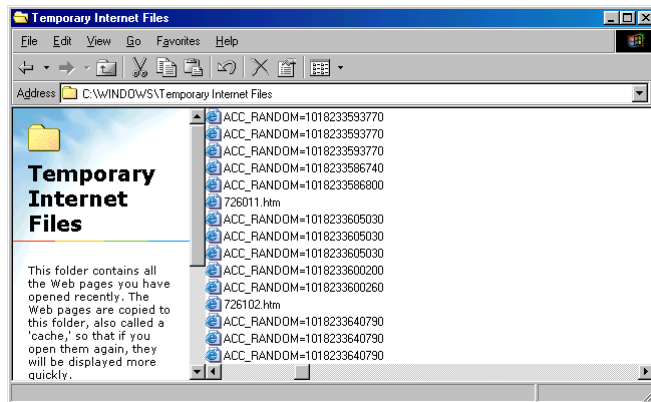 Temporary Internet Files
File Edit View Go Favorites Help
Address C:\WINDOWS\Temporary Internet Files
Temporary
Internet
Files
This folder contains all
the Web pages you have
opened recently. The
Web pages are copied to
this folder, also called a
'cache,' so that if you
open them again, they
will be displayed more
quickly.
ACC_RANDOM=1018233593770
ACC_RANDOM=1018233593770
ACC_RANDOM=1018233593770
ACC_RANDOM=1018233586740
ACC_RANDOM=1018233586800
726011.htm
ACC_RANDOM=1018233605030
ACC_RANDOM=1018233605030
ACC_RANDOM=1018233605030
ACC_RANDOM=1018233600200
ACC_RANDOM=1018233600260
726102.htm
ACC_RANDOM=1018233640790
ACC_RANDOM=1018233640790
ACC_RANDOM=1018233640790